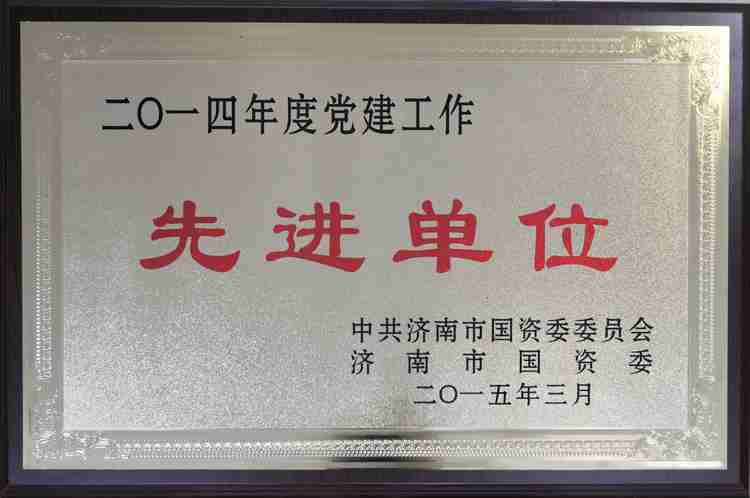 二〇一四年度党建工作
先进单位
中共济南市国资委委员会
济南市国资委
二〇一五年三月